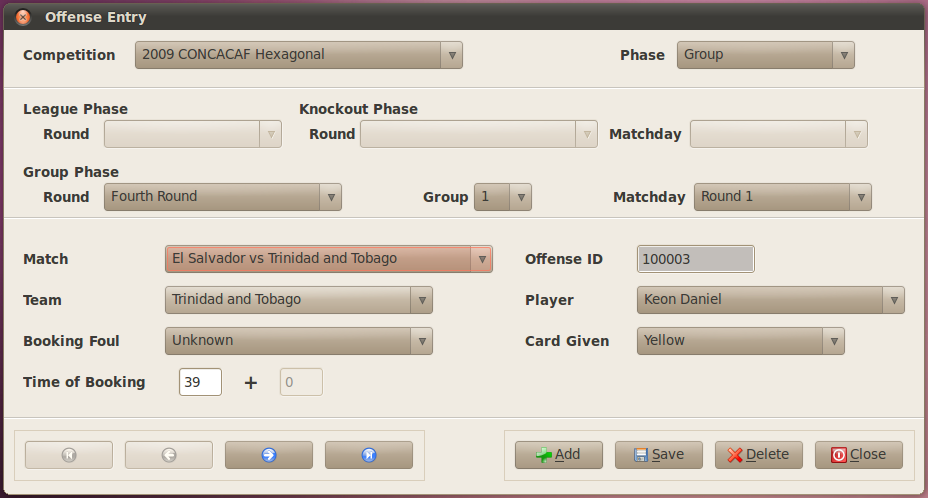 Offense Entry
Competition 2009 CONCACAF Hexagonal Phase Group
League Phase Knockout Phase
Round Round Matchday
Group Phase
Round Fourth Round Group 1 Matchday Round 1
Match El Salvador vs Trinidad and Tobago Offense ID 100003
Team Trinidad and Tobago Player Keon Daniel
Booking Foul Unknown Card Given Yellow
Time of Booking 39 + 0
Add Save Delete Close